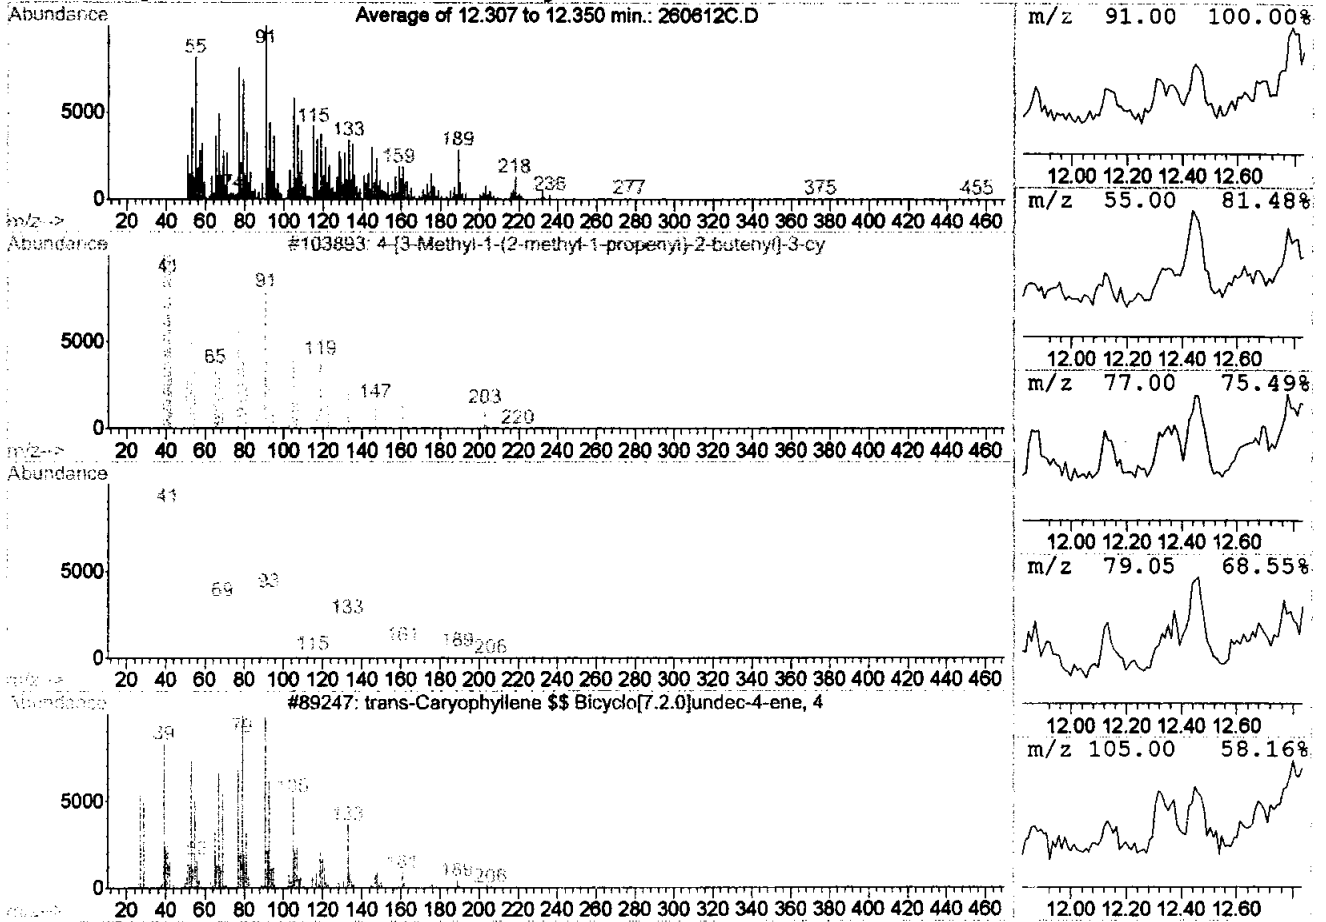 Abundance
Average of 12.307 to 12.350 min.: 260612C.D
91
55
5000
115
133
74
159
189
218
236
277
375
455
0
20 40 60 80 100 120 140 160 180 200 220 240 260 280 300 320 340 360 380 400 420 440 460
m/z-->
Abundance
#103893: 4-[3-Methyl-1-(2-methyl-1-propenyl)-2-butenyl]-3-cy
41
91
5000
65
119
147
203
220
0
20 40 60 80 100 120 140 160 180 200 220 240 260 280 300 320 340 360 380 400 420 440 460
m/z-->
Abundance
41
5000
69
93
133
115
161
189
206
0
20 40 60 80 100 120 140 160 180 200 220 240 260 280 300 320 340 360 380 400 420 440 460
m/z-->
Abundance
#89247: trans-Caryophyllene $$ Bicyclo[7.2.0]undec-4-ene, 4
39
79
5000
105
133
161
189
206
0
20 40 60 80 100 120 140 160 180 200 220 240 260 280 300 320 340 360 380 400 420 440 460
m/z 91.00 100.00%
12.00 12.20 12.40 12.60
m/z 55.00 81.48%
12.00 12.20 12.40 12.60
m/z 77.00 75.49%
12.00 12.20 12.40 12.60
m/z 79.05 68.55%
12.00 12.20 12.40 12.60
m/z 105.00 58.16%
12.00 12.20 12.40 12.60